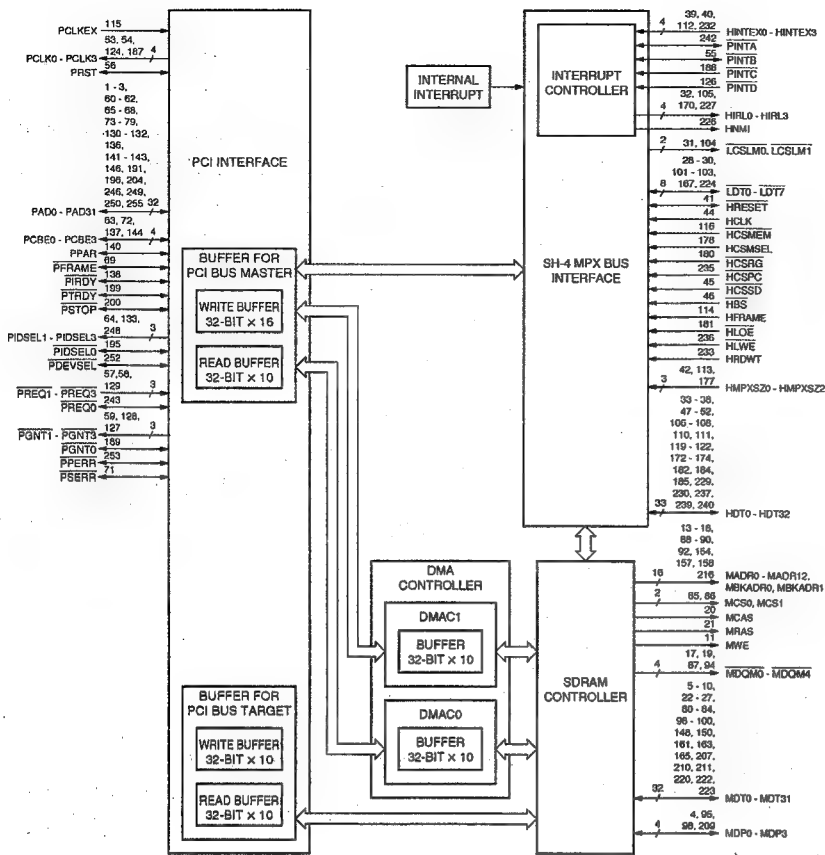 PCLKEX 115
53, 54,
PCLK0 - PCLK3 124, 187 4
PRST 56
1 - 3,
60 - 62,
65 - 68,
73 - 79,
130 - 132,
136,
141 - 143,
146, 191,
196, 204,
246, 249,
PAD0 - PAD31 250, 255 32
63, 72,
PCBE0 - PCBE3 137, 144 4
PPAR 140
PFRAME 69
PIRDY 138
PTRDY 199
PSTOP 200
64, 133,
PIDSEL1 - PIDSEL3 248 3
PIDSEL0 195
PDEVSEL 252
57, 58,
PREQ1 - PREQ3 129 3
PREQ0 243
59, 128,
PGNT1 - PGNT3 127 3
PGNT0 189
PPERR 253
PSERR 71
PCI INTERFACE
BUFFER FOR
PCI BUS MASTER
WRITE BUFFER
32-BIT × 16
READ BUFFER
32-BIT × 10
BUFFER FOR
PCI BUS TARGET
WRITE BUFFER
32-BIT × 10
READ BUFFER
32-BIT × 10
INTERNAL
INTERRUPT
INTERRUPT
CONTROLLER
SH-4 MPX BUS
INTERFACE
DMA
CONTROLLER
DMAC1
BUFFER
32-BIT × 10
DMAC0
BUFFER
32-BIT × 10
SDRAM
CONTROLLER
39, 40,
4 112, 232 HINTEX0 - HINTEX3
242 PINTA
55 PINTB
188 PINTC
126 PINTD
32, 105,
4 170, 227 HIRL0 - HIRL3
226 HNMI
2 31, 104 LCSLM0, LCSLM1
28 - 30,
101 - 103,
8 167, 224 LDT0 - LDT7
41 HRESET
44 HCLK
116 HCSMEM
178 HCSMSEL
180 HCSRG
235 HCSPC
45 HCSSD
46 HBS
114 HFRAME
181 HLOE
236 HLWE
233 HRDWT
42, 113,
3 177 HMPXSZ0 - HMPXSZ2
33 - 38,
47 - 52,
106 - 108,
110, 111,
119 - 122,
172 - 174,
182, 184,
185, 229,
230, 237,
33 239, 240 HDT0 - HDT32
13 - 16,
88 - 90,
92, 154,
157, 158
16 216 MADR0 - MADR12,
MBKADR0, MBKADR1
2 85, 86 MCS0, MCS1
20 MCAS
21 MRAS
11 MWE
17, 19,
4 87, 94 MDQM0 - MDQM4
5 - 10,
22 - 27,
80 - 84,
96 - 100,
148, 150,
161, 163,
165, 207,
210, 211,
220, 222,
32 223 MDT0 - MDT31
4, 95,
4 98, 209 MDP0 - MDP3